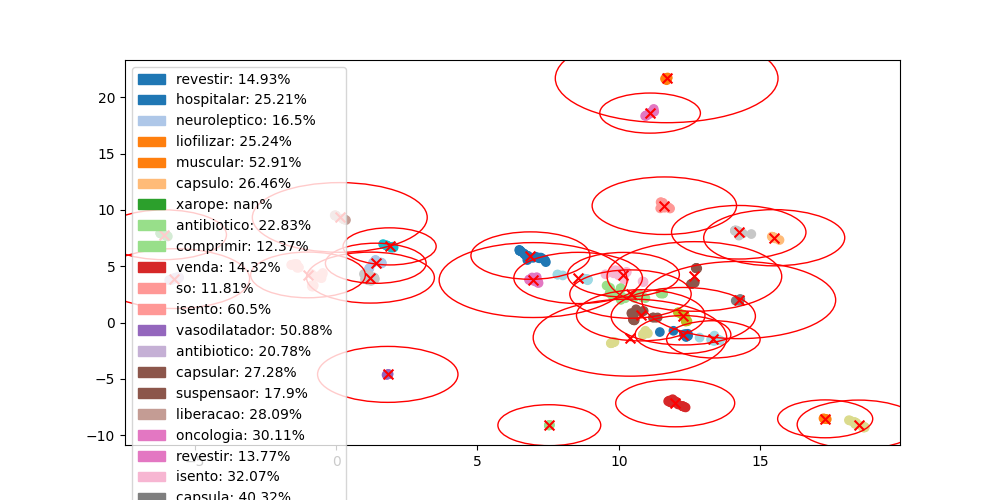 revestir: 14.93%
hospitalar: 25.21%
neuroleptico: 16.5%
liofilizar: 25.24%
muscular: 52.91%
capsulo: 26.46%
xarope: nan%
antibiotico: 22.83%
comprimir: 12.37%
venda: 14.32%
so: 11.81%
isento: 60.5%
vasodilatador: 50.88%
antibiotico: 20.78%
capsular: 27.28%
suspensaor: 17.9%
liberacao: 28.09%
oncologia: 30.11%
revestir: 13.77%
isento: 32.07%
capsula: 40.32%
20
15
10
5
0
−5
−10
0
5
10
15